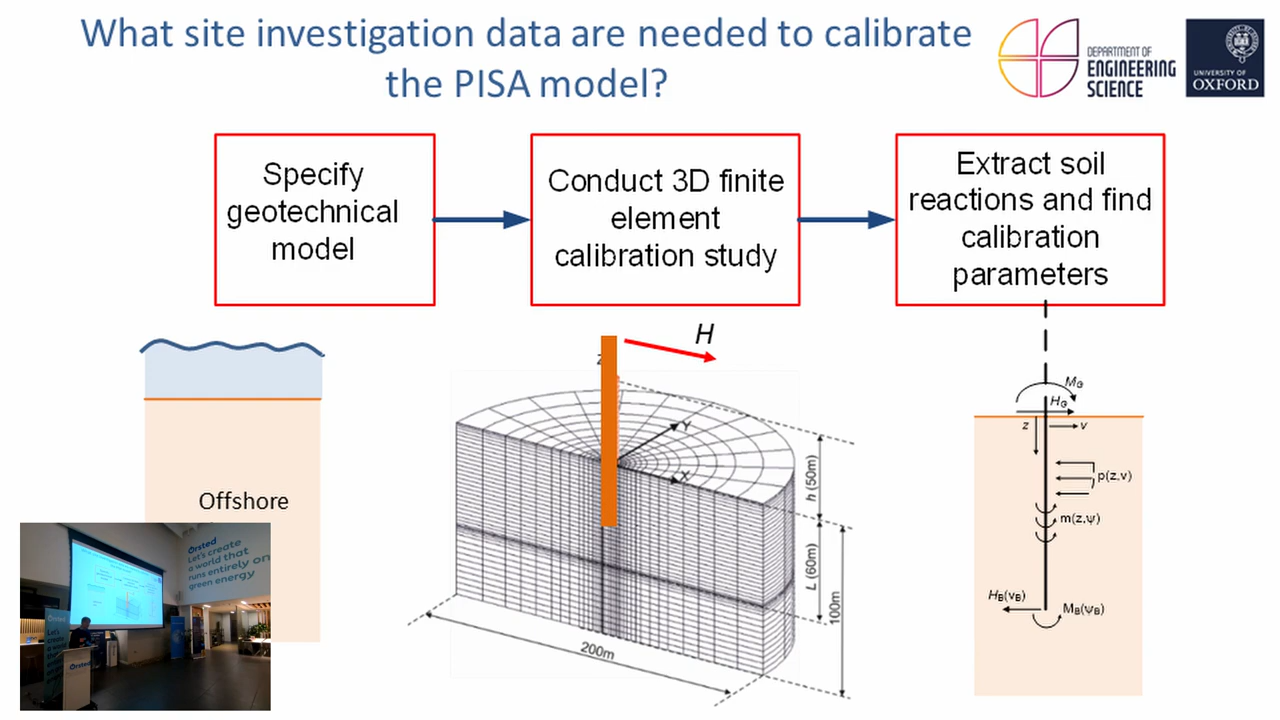 What site investigation data are needed to calibrate
the PISA model?
DEPARTMENT OF
ENGINEERING
SCIENCE
UNIVERSITY OF
OXFORD
Specify
geotechnical
model
Conduct 3D finite
element
calibration study
Extract soil
reactions and find
calibration
parameters
H
z
Y
X
h (50m)
L (60m)
100m
200m
Offshore
M_G
H_G
z
v
p(z,v)
m(z,ψ)
H_B(v_B)
M_B(ψ_B)
Ørsted
Let's create
a world that
runs entirely on
green energy
Ørsted